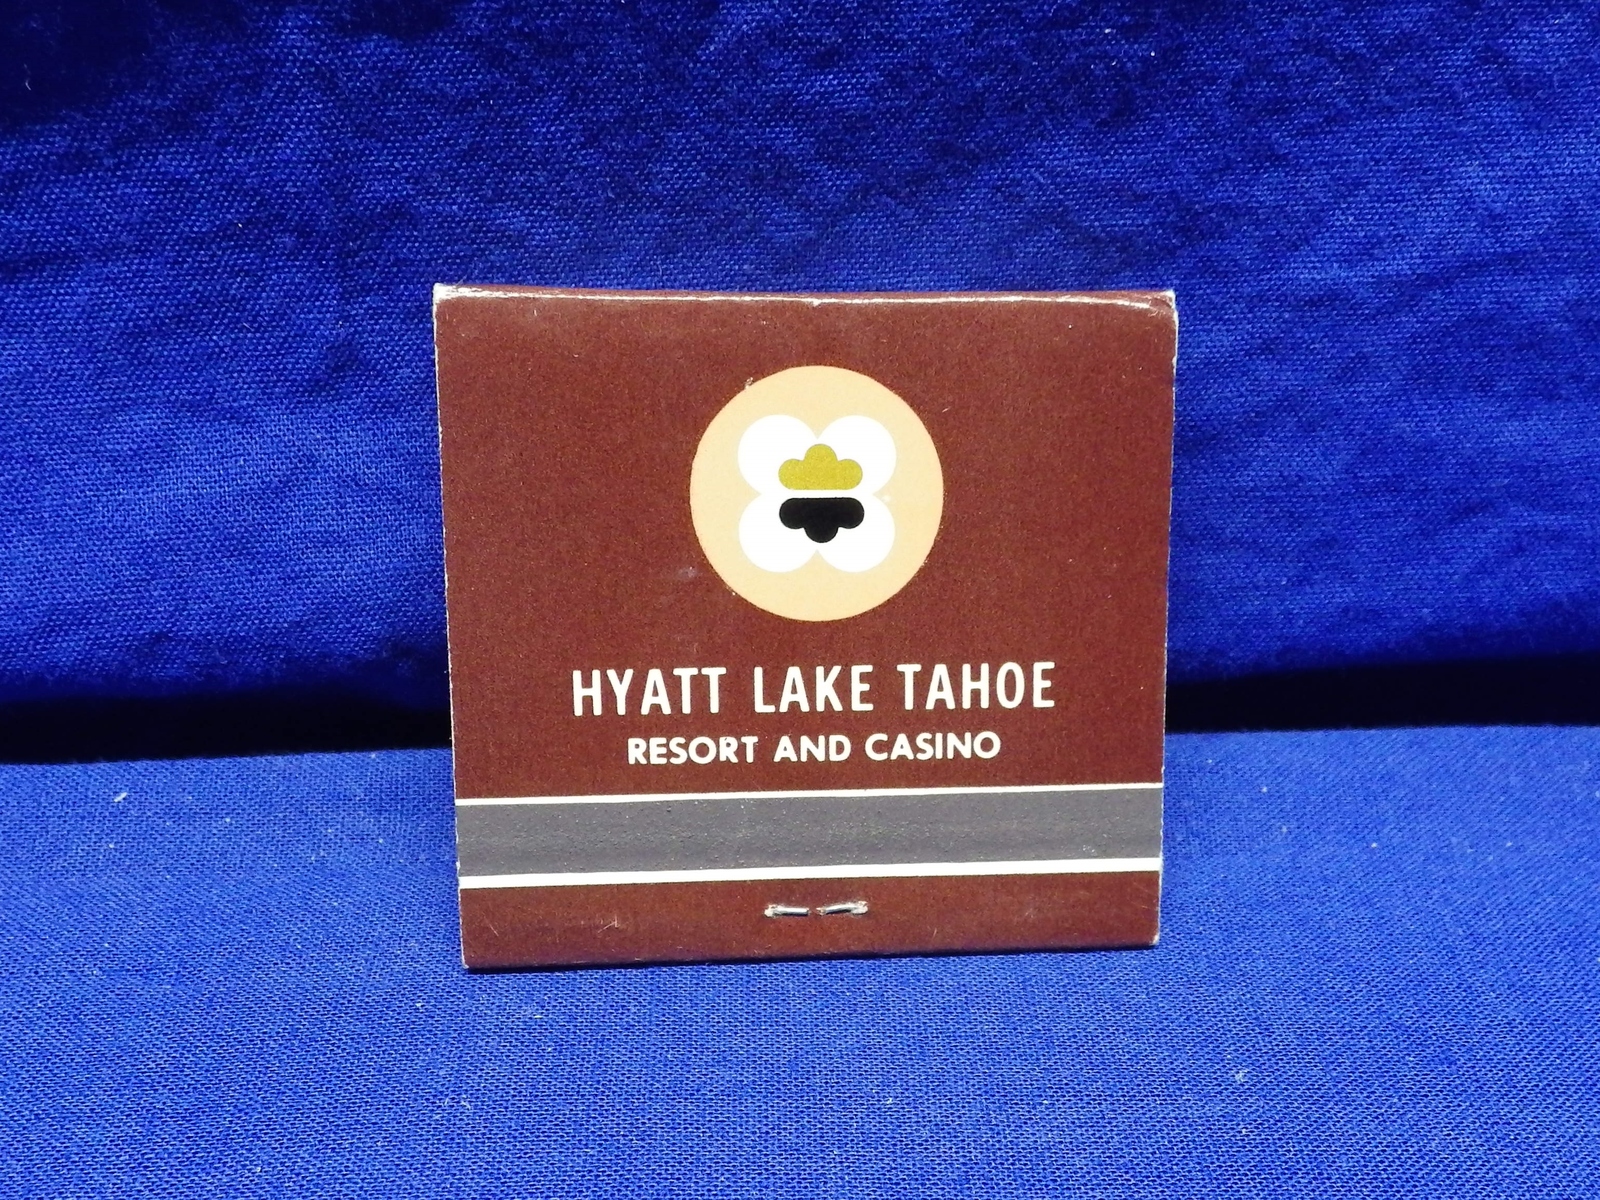 HYATT LAKE TAHOE
RESORT AND CASINO